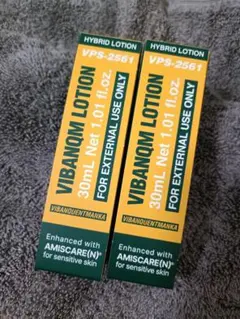 HYBRID LOTION
VPS-2561
VIBANQM LOTION
30mL Net 1.01 fl.oz.
FOR EXTERNAL USE ONLY
VIBANQUENTMANKA
Enhanced with
AMISCARE(N)®
for sensitive skin
HYBRID LOTION
VPS-2561
VIBANQM LOTION
30mL Net 1.01 fl.oz.
FOR EXTERNAL USE ONLY
VIBANQUENTMANKA
Enhanced with
AMISCARE(N)®
for sensitive skin